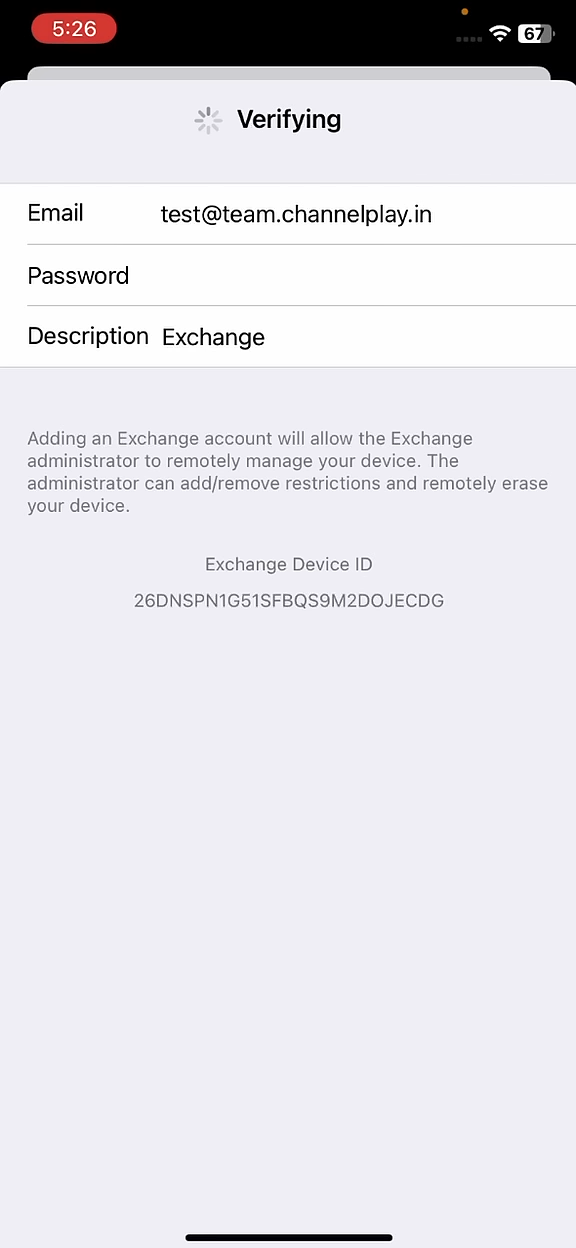 5:26
67
Verifying
Email test@team.channelplay.in
Password
Description Exchange
Adding an Exchange account will allow the Exchange
administrator to remotely manage your device. The
administrator can add/remove restrictions and remotely erase
your device.
Exchange Device ID
26DNSPN1G51SFBQS9M2DOJECDG